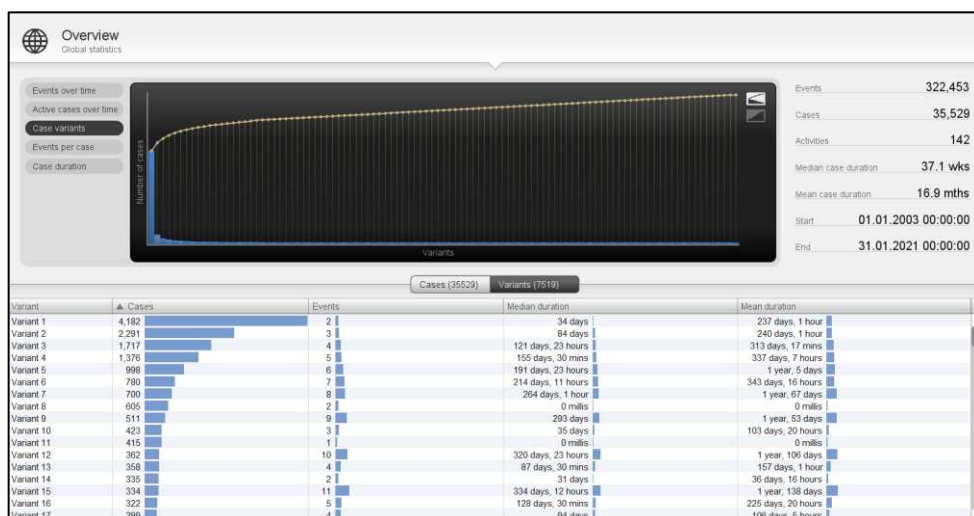 Overview
Global statistics
Events over time
Active cases over time
Case variants
Events per case
Case duration
Number of cases
Variants
Events 322,453
Cases 35,529
Activities 142
Median case duration 37.1 wks
Mean case duration 16.9 mths
Start 01.01.2003 00:00:00
End 31.01.2021 00:00:00
Cases (35529) Variants (7519)
Variant ▲ Cases Events Median duration Mean duration
Variant 1 4,182 2 34 days 237 days, 1 hour
Variant 2 2,291 3 84 days 240 days, 1 hour
Variant 3 1,717 4 121 days, 23 hours 313 days, 17 mins
Variant 4 1,376 5 155 days, 30 mins 337 days, 7 hours
Variant 5 998 6 191 days, 23 hours 1 year, 5 days
Variant 6 780 7 214 days, 11 hours 343 days, 16 hours
Variant 7 700 8 264 days, 1 hour 1 year, 67 days
Variant 8 605 2 0 millis 0 millis
Variant 9 511 9 293 days 1 year, 53 days
Variant 10 423 3 35 days 103 days, 20 hours
Variant 11 415 1 0 millis 0 millis
Variant 12 362 10 320 days, 23 hours 1 year, 106 days
Variant 13 358 4 87 days, 30 mins 157 days, 1 hour
Variant 14 335 2 31 days 36 days, 16 hours
Variant 15 334 11 334 days, 12 hours 1 year, 138 days
Variant 16 322 5 128 days, 30 mins 225 days, 20 hours
Variant 17 299 4 94 days 106 days, 5 hours